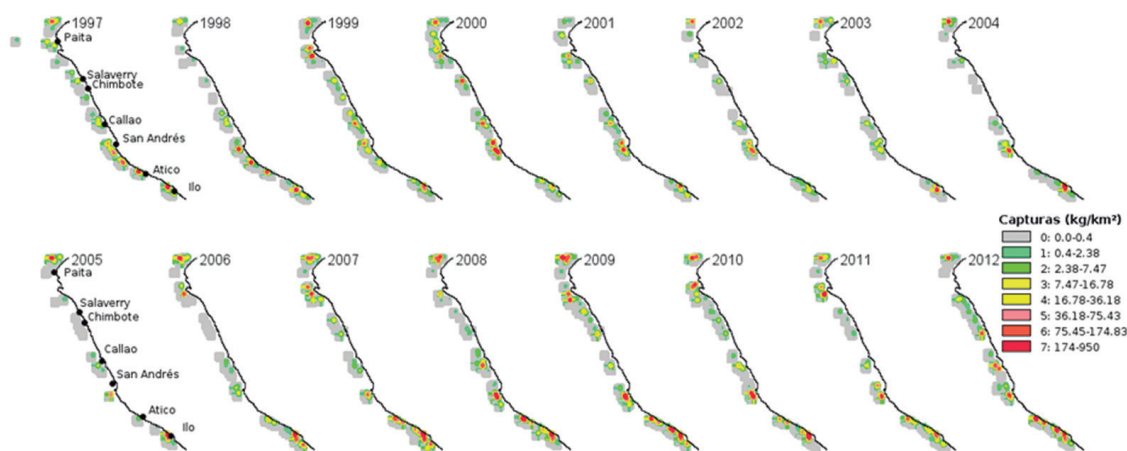 1997
1998
1999
2000
2001
2002
2003
2004
Paita
Salaverry
Chimbote
Callao
San Andrés
Atico
Ilo
2005
2006
2007
2008
2009
2010
2011
2012
Paita
Salaverry
Chimbote
Callao
San Andrés
Atico
Ilo
Capturas (kg/km²)
0: 0.0-0.4
1: 0.4-2.38
2: 2.38-7.47
3: 7.47-16.78
4: 16.78-36.18
5: 36.18-75.43
6: 75.45-174.83
7: 174-950